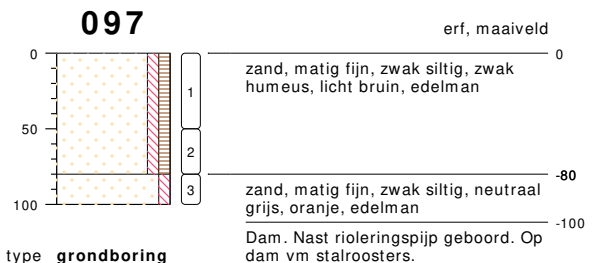 097
erf, maaiveld
0
0
zand, matig fijn, zwak siltig, zwak
humeus, licht bruin, edelman
1
50
2
-80
3
zand, matig fijn, zwak siltig, neutraal
grijs, oranje, edelman
100
-100
Dam. Nast rioleringspijp geboord. Op
dam vm stalroosters.
type grondboring